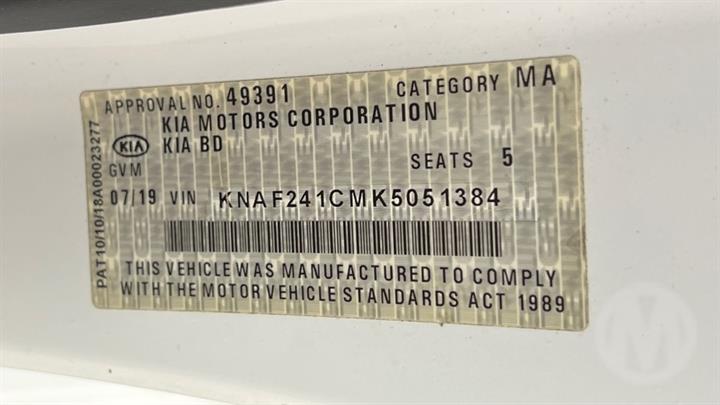 APPROVAL NO. 49391 CATEGORY MA
KIA MOTORS CORPORATION
KIA KIA BD
GVM SEATS 5
07/19 VIN KNAF241CMK5051384
THIS VEHICLE WAS MANUFACTURED TO COMPLY
WITH THE MOTOR VEHICLE STANDARDS ACT 1989
PAT10/10/18A00023277
M